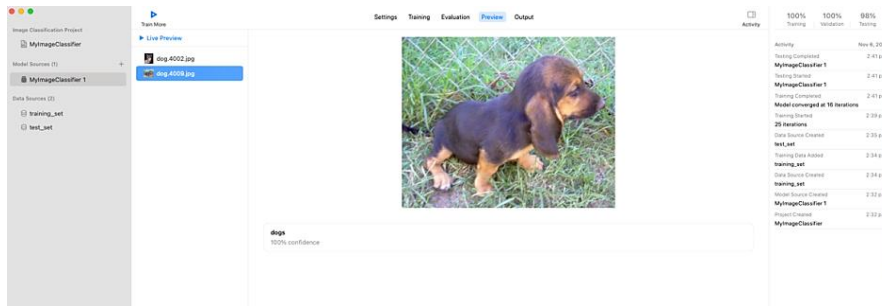 Train More
Settings
Training
Evaluation
Preview
Output
Activity
100%
Training
100%
Validation
98%
Testing
Image Classification Project
MyImageClassifier
Model Sources (1)
+
MyImageClassifier 1
Data Sources (2)
training_set
test_set
Live Preview
dog.4002.jpg
dog.4009.jpg
dogs
100% confidence
Activity
Nov 6, 20
Testing Completed
2:41 p
MyImageClassifier 1
Testing Started
2:41 p
MyImageClassifier 1
Training Completed
2:41 p
Model converged at 16 iterations
Training Started
2:39 p
25 iterations
Data Source Created
2:35 p
test_set
Training Data Added
2:34 p
training_set
Data Source Created
2:34 p
training_set
Model Source Created
2:32 p
MyImageClassifier 1
Project Created
2:32 p
MyImageClassifier